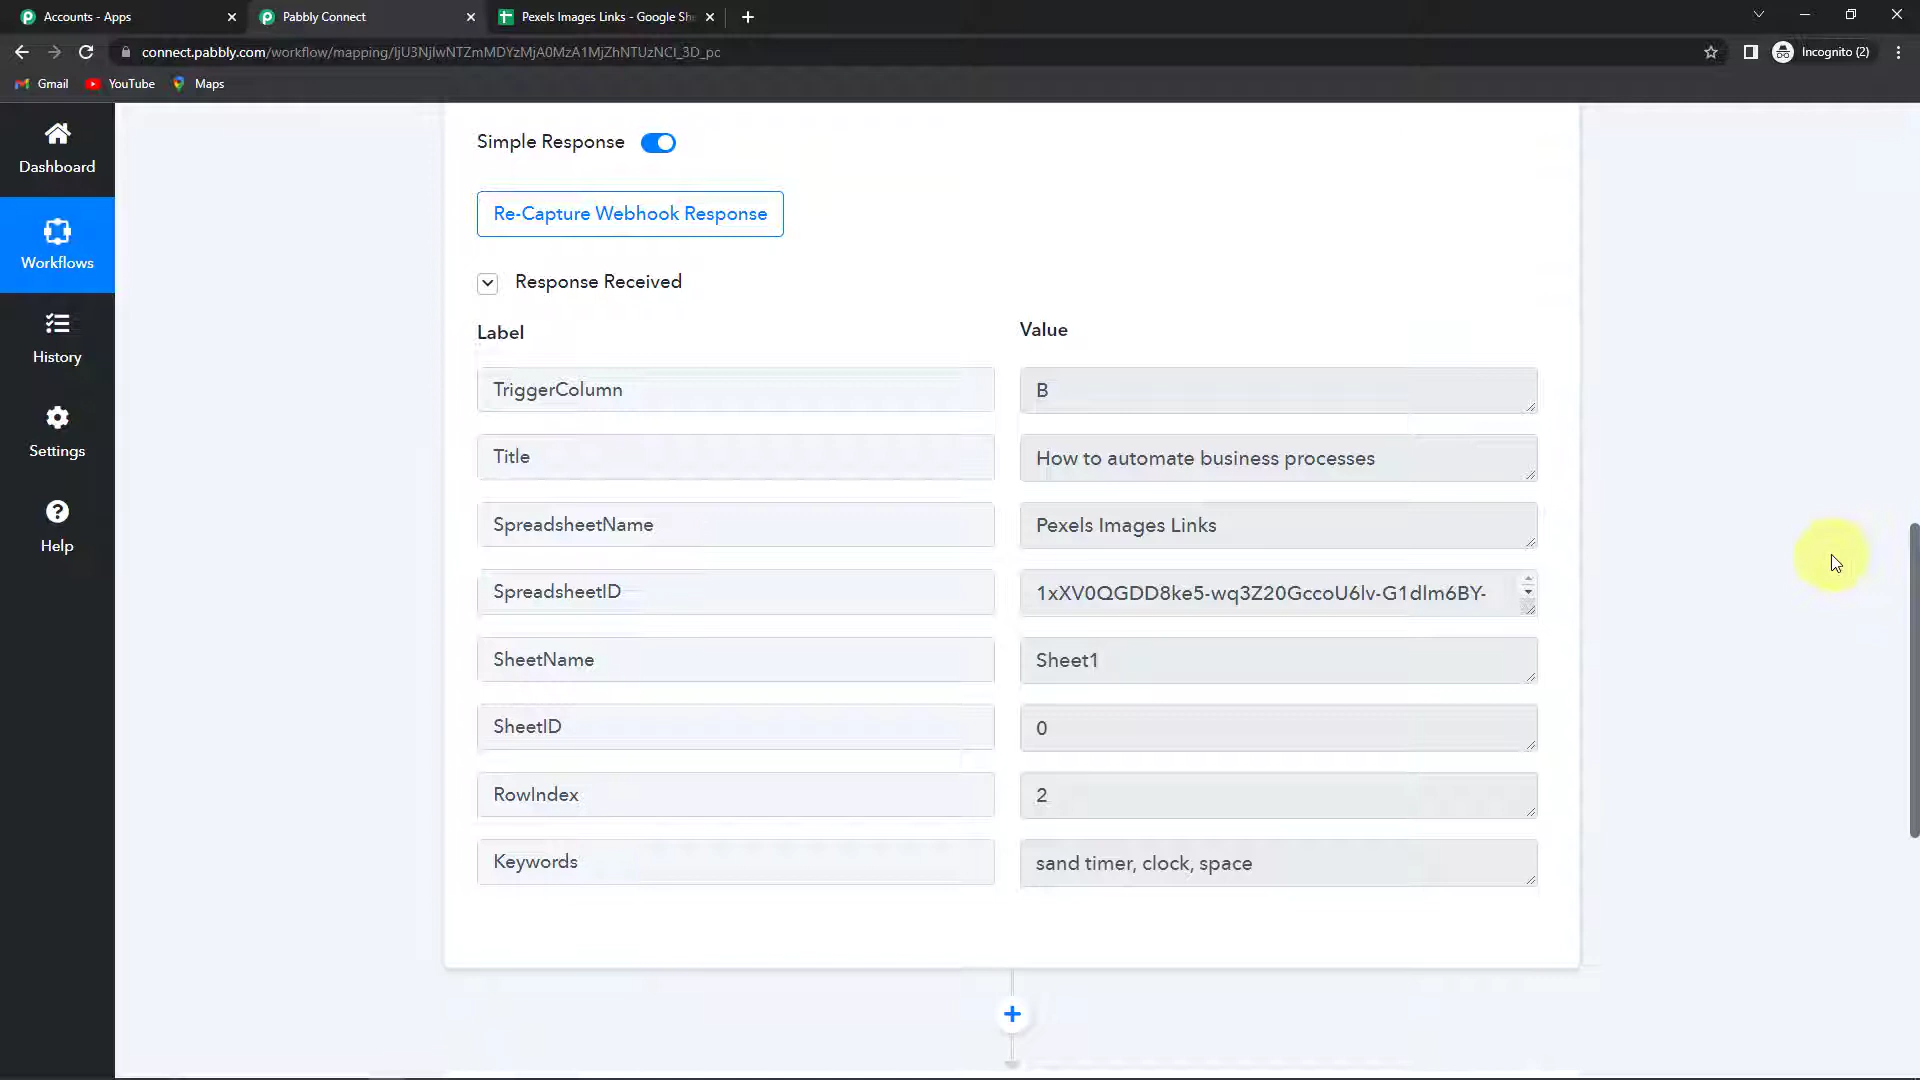 Accounts - Apps
Pabbly Connect
Pexels Images Links - Google She
connect.pabbly.com/workflow/mapping/
Incognito (2)
Gmail
YouTube
Maps
Dashboard
Workflows
History
Settings
Help
Simple Response
Re-Capture Webhook Response
Response Received
Label Value
TriggerColumn B
Title How to automate business processes
SpreadsheetName Pexels Images Links
SpreadsheetID 1xXV0QGDD8ke5-wq3Z20GccoU6lv-G1dlm6BY-
SheetName Sheet1
SheetID 0
RowIndex 2
Keywords sand timer, clock, space